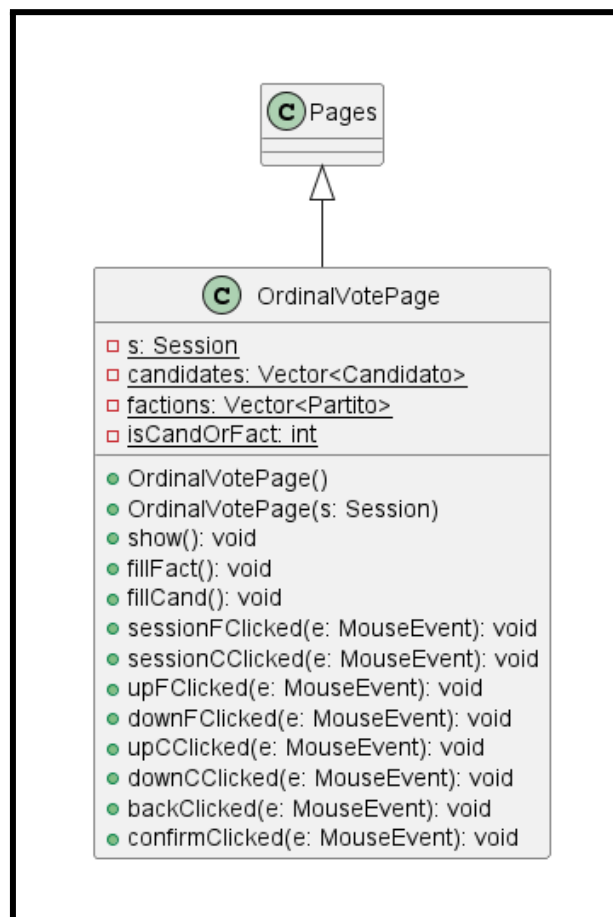 C Pages
C OrdinalVotePage
s: Session
candidates: Vector<Candidato>
factions: Vector<Partito>
isCandOrFact: int
OrdinalVotePage()
OrdinalVotePage(s: Session)
show(): void
fillFact(): void
fillCand(): void
sessionFClicked(e: MouseEvent): void
sessionCClicked(e: MouseEvent): void
upFClicked(e: MouseEvent): void
downFClicked(e: MouseEvent): void
upCClicked(e: MouseEvent): void
downCClicked(e: MouseEvent): void
backClicked(e: MouseEvent): void
confirmClicked(e: MouseEvent): void